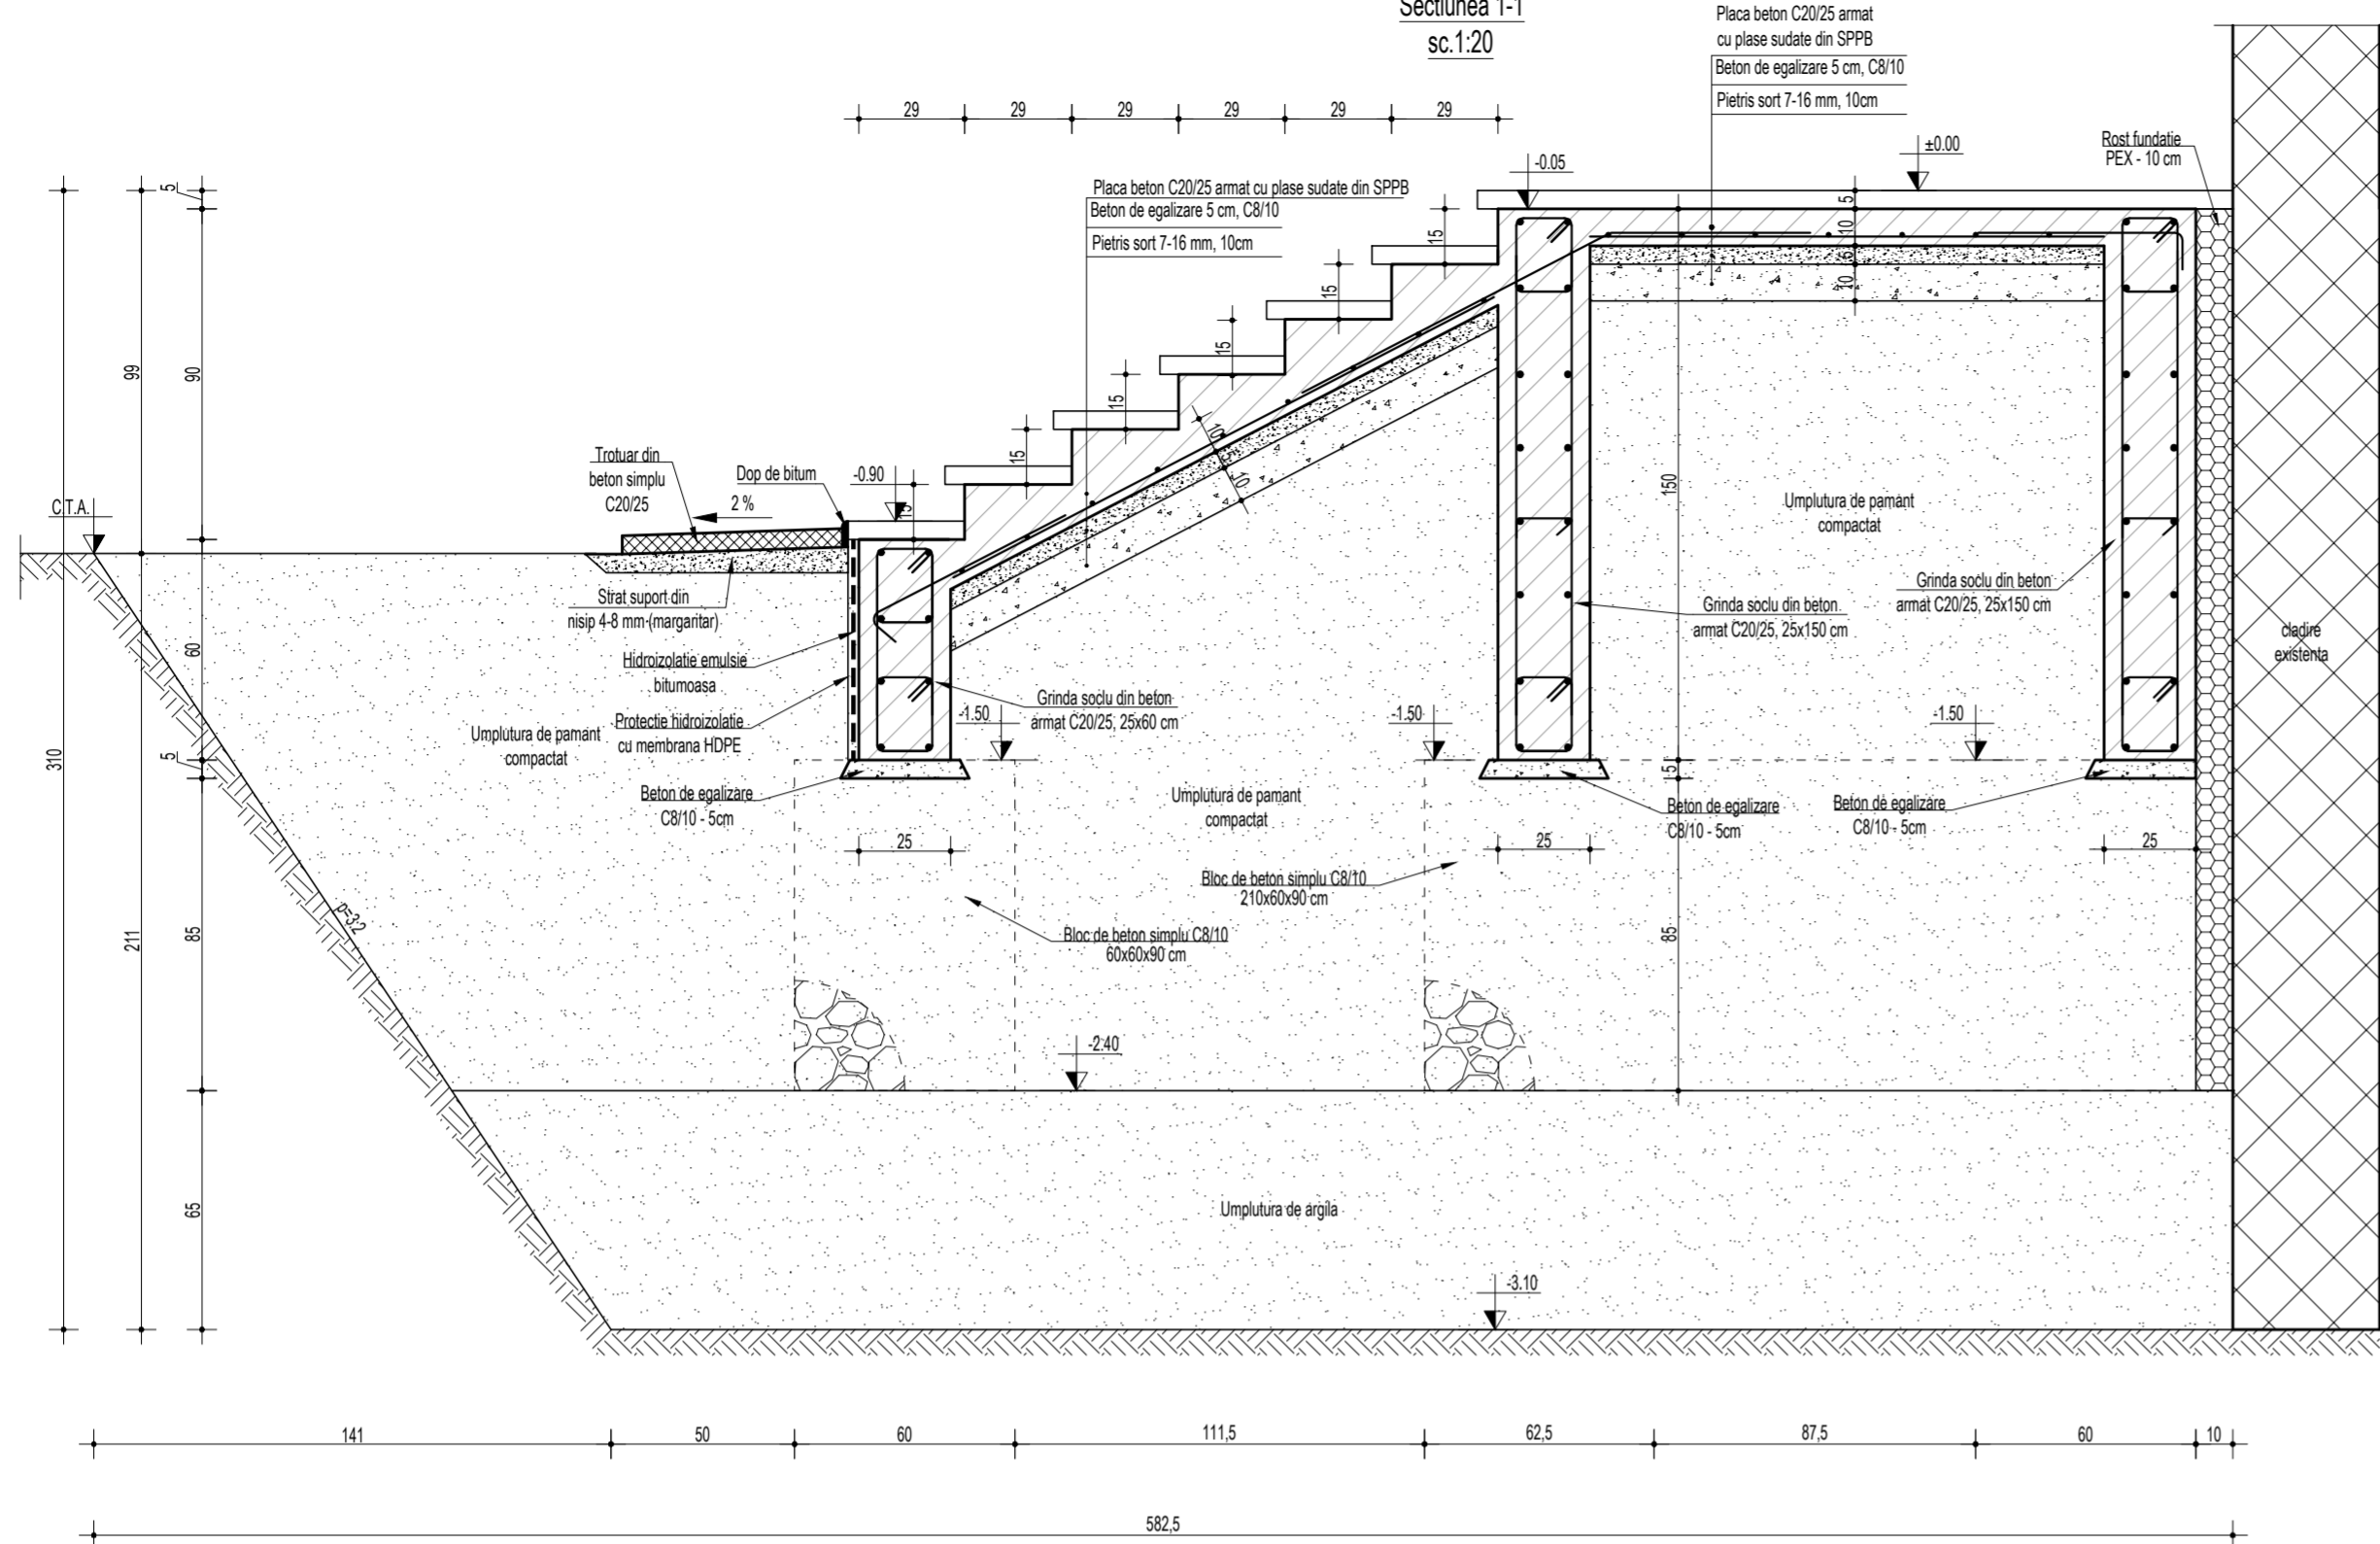 Sectiunea 1-1
sc.1:20
Placa beton C20/25 armat
cu plase sudate din SPPB
Beton de egalizare 5 cm, C8/10
Pietris sort 7-16 mm, 10cm
29 29 29 29 29 29
-0.05
±0.00
Rost fundatie
PEX - 10 cm
Placa beton C20/25 armat cu plase sudate din SPPB
Beton de egalizare 5 cm, C8/10
Pietris sort 7-16 mm, 10cm
5
99
90
310
60
5
211
85
65
15
15
15
15
15
15
5
10
5
10
10
5
10
150
5
85
Trotuar din
beton simplu
C20/25
Dop de bitum
2 %
-0.90
C.T.A.
Strat suport din
nisip 4-8 mm (margaritar)
Hidroizolatie emulsie
bitumoasa
Protectie hidroizolatie
cu membrana HDPE
Umplutura de pamant
compactat
Grinda soclu din beton
armat C20/25, 25x60 cm
-1.50
-1.50
-1.50
Umplutura de pamant
compactat
Grinda soclu din beton
armat C20/25, 25x150 cm
Grinda soclu din beton
armat C20/25, 25x150 cm
cladire
existenta
Beton de egalizare
C8/10 - 5cm
Umplutura de pamant
compactat
Beton de egalizare
C8/10 - 5cm
Beton de egalizare
C8/10 - 5cm
25
25
25
Bloc de beton simplu C8/10
210x60x90 cm
Bloc de beton simplu C8/10
60x60x90 cm
p=3:2
-2.40
Umplutura de argila
-3.10
141 50 60 111,5 62,5 87,5 60 10
582,5